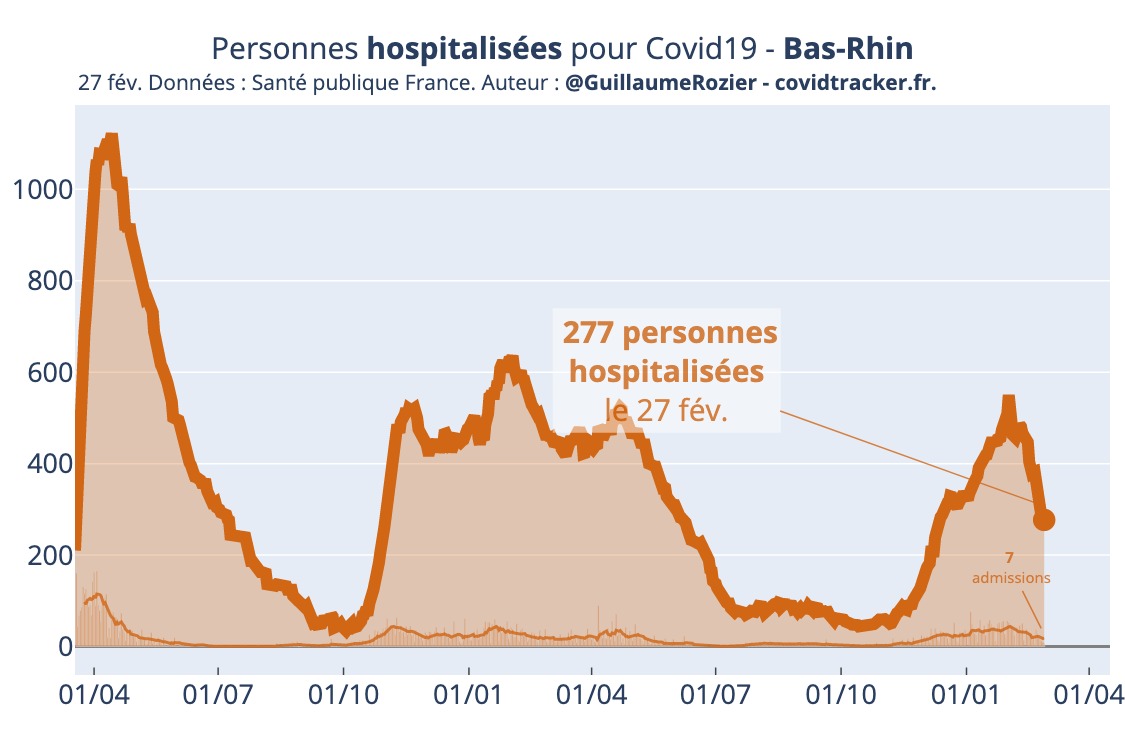 Personnes hospitalisées pour Covid19 - Bas-Rhin
27 fév. Données : Santé publique France. Auteur : @GuillaumeRozier - covidtracker.fr.
1000
800
600
400
200
0
277 personnes
hospitalisées
le 27 fév.
7
admissions
01/04 01/07 01/10 01/01 01/04 01/07 01/10 01/01 01/04